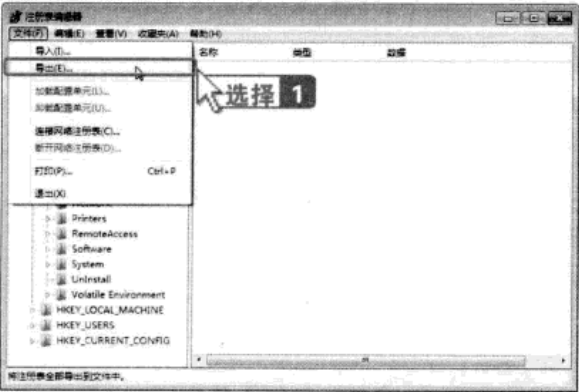 注册表编辑器
文件(F) 编辑(E) 查看(V) 收藏夹(A) 帮助(H)
导入(I)...
名称 类型 数据
导出(E)...
选择 1
加载配置单元(L)...
卸载配置单元(U)...
连接网络注册表(C)...
断开网络注册表(D)...
打印(P)... Ctrl+P
退出(X)
Printers
RemoteAccess
Software
System
UnInstall
Volatile Environment
HKEY_LOCAL_MACHINE
HKEY_USERS
HKEY_CURRENT_CONFIG
将注册表全部导出到文件中。